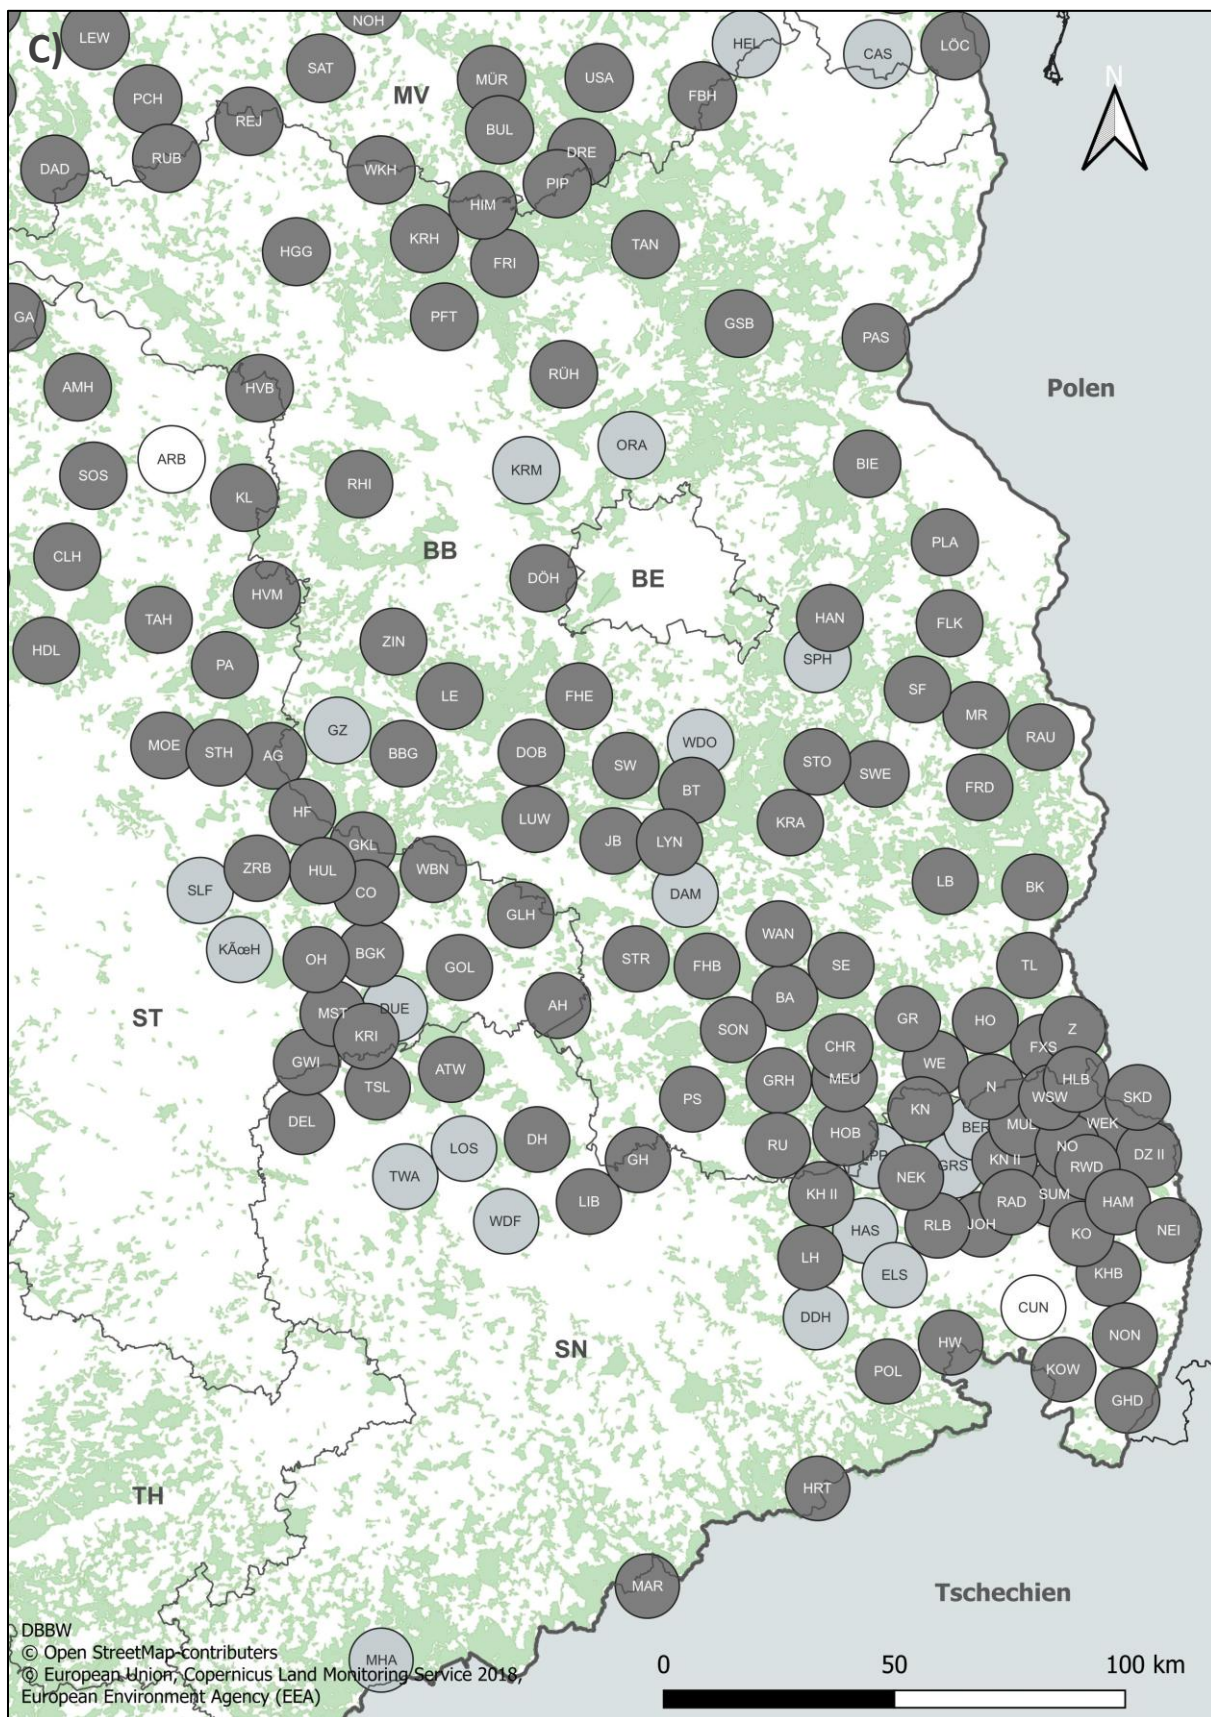 C)
NOH
LEW
HEL
CAS
LÖC
SAT
MÜR
USA
N
PCH
MV
FBH
REJ
BUL
RUB
DRE
DAD
WKH
PIP
HIM
KRH
TAN
HGG
FRI
GA
PFT
GSB
PAS
RÜH
AMH
HVB
Polen
ORA
ARB
KRM
BIE
SOS
RHI
KL
PLA
CLH
BB
DÖH
BE
HVM
TAH
HAN
FLK
HDL
ZIN
SPH
PA
LE
FHE
SF
MR
GZ
RAU
MOE
STH
AG
BBG
DOB
WDO
SW
STO
SWE
BT
FRD
HF
LUW
KRA
GKL
JB
LYN
ZRB
HUL
WBN
SLF
CO
DAM
LB
BK
GLH
KÃœH
WAN
OH
BGK
GOL
STR
FHB
SE
TL
BA
DUE
AH
ST
MST
SON
GR
HO
Z
KRI
CHR
FXS
GWI
WE
ATW
TSL
GRH
MEU
N
HLB
PS
KN
WSW
SKD
DEL
BER
MUL
WEK
LOS
DH
RU
HOB
NO
DZ II
GH
LPP
GRS
KN II
RWD
TWA
NEK
LIB
KH II
RAD
SUM
HAM
WDF
HAS
RLB
JOH
KO
NEI
LH
ELS
KHB
CUN
DDH
NON
HW
SN
POL
KOW
GHD
TH
HRT
MAR
Tschechien
DBBW
© Open StreetMap-contributers
MHA
© European Union, Copernicus Land Monitoring Service 2018,
European Environment Agency (EEA)
0 50 100 km